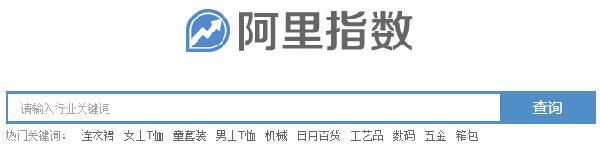 阿里指数
请输入行业关键词
查询
热门关键词： 连衣裙 女上T恤 童套装 男上T恤 机械 日用百货 工艺品 数码 五金 箱包